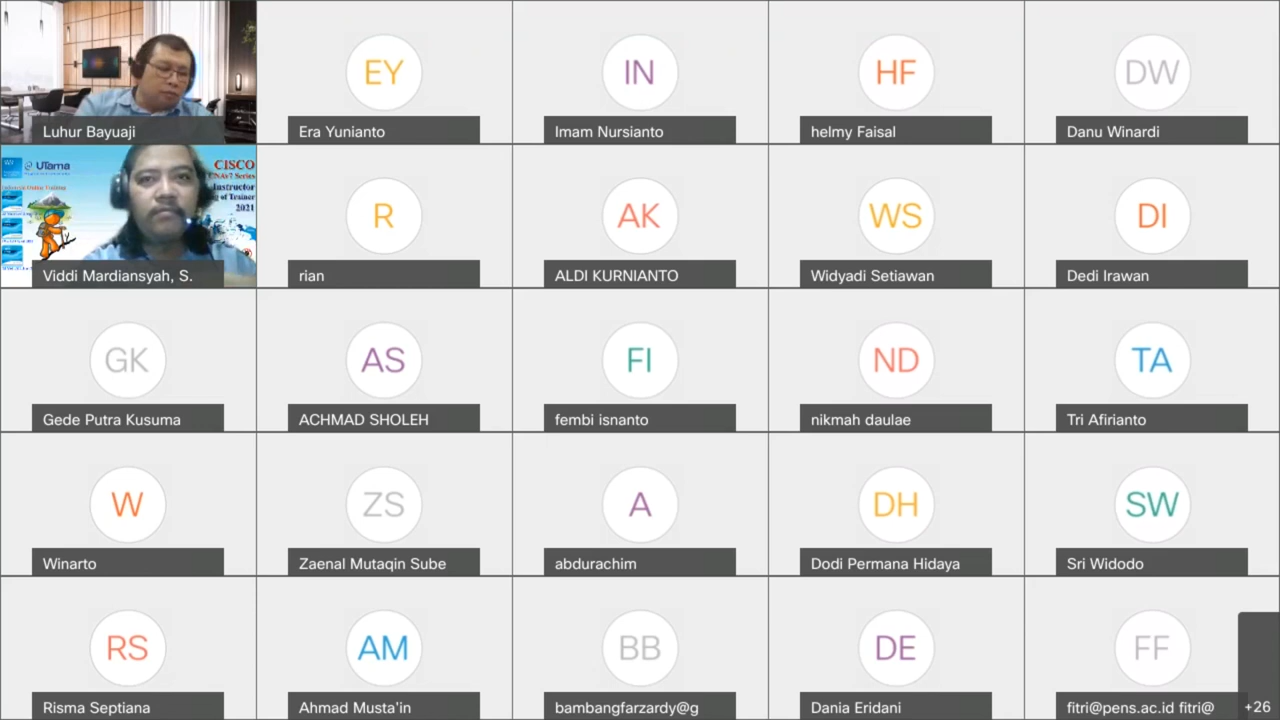 Luhur Bayuaji
EY
Era Yunianto
IN
Imam Nursianto
HF
helmy Faisal
DW
Danu Winardi
UTama
CISCO
Instructor
2021
Viddi Mardiansyah, S.
R
rian
AK
ALDI KURNIANTO
WS
Widyadi Setiawan
DI
Dedi Irawan
GK
Gede Putra Kusuma
AS
ACHMAD SHOLEH
FI
fembi isnanto
ND
nikmah daulae
TA
Tri Afirianto
W
Winarto
ZS
Zaenal Mutaqin Sube
A
abdurachim
DH
Dodi Permana Hidaya
SW
Sri Widodo
RS
Risma Septiana
AM
Ahmad Musta'in
BB
bambangfarzardy@g
DE
Dania Eridani
FF
fitri@pens.ac.id fitri@
+26